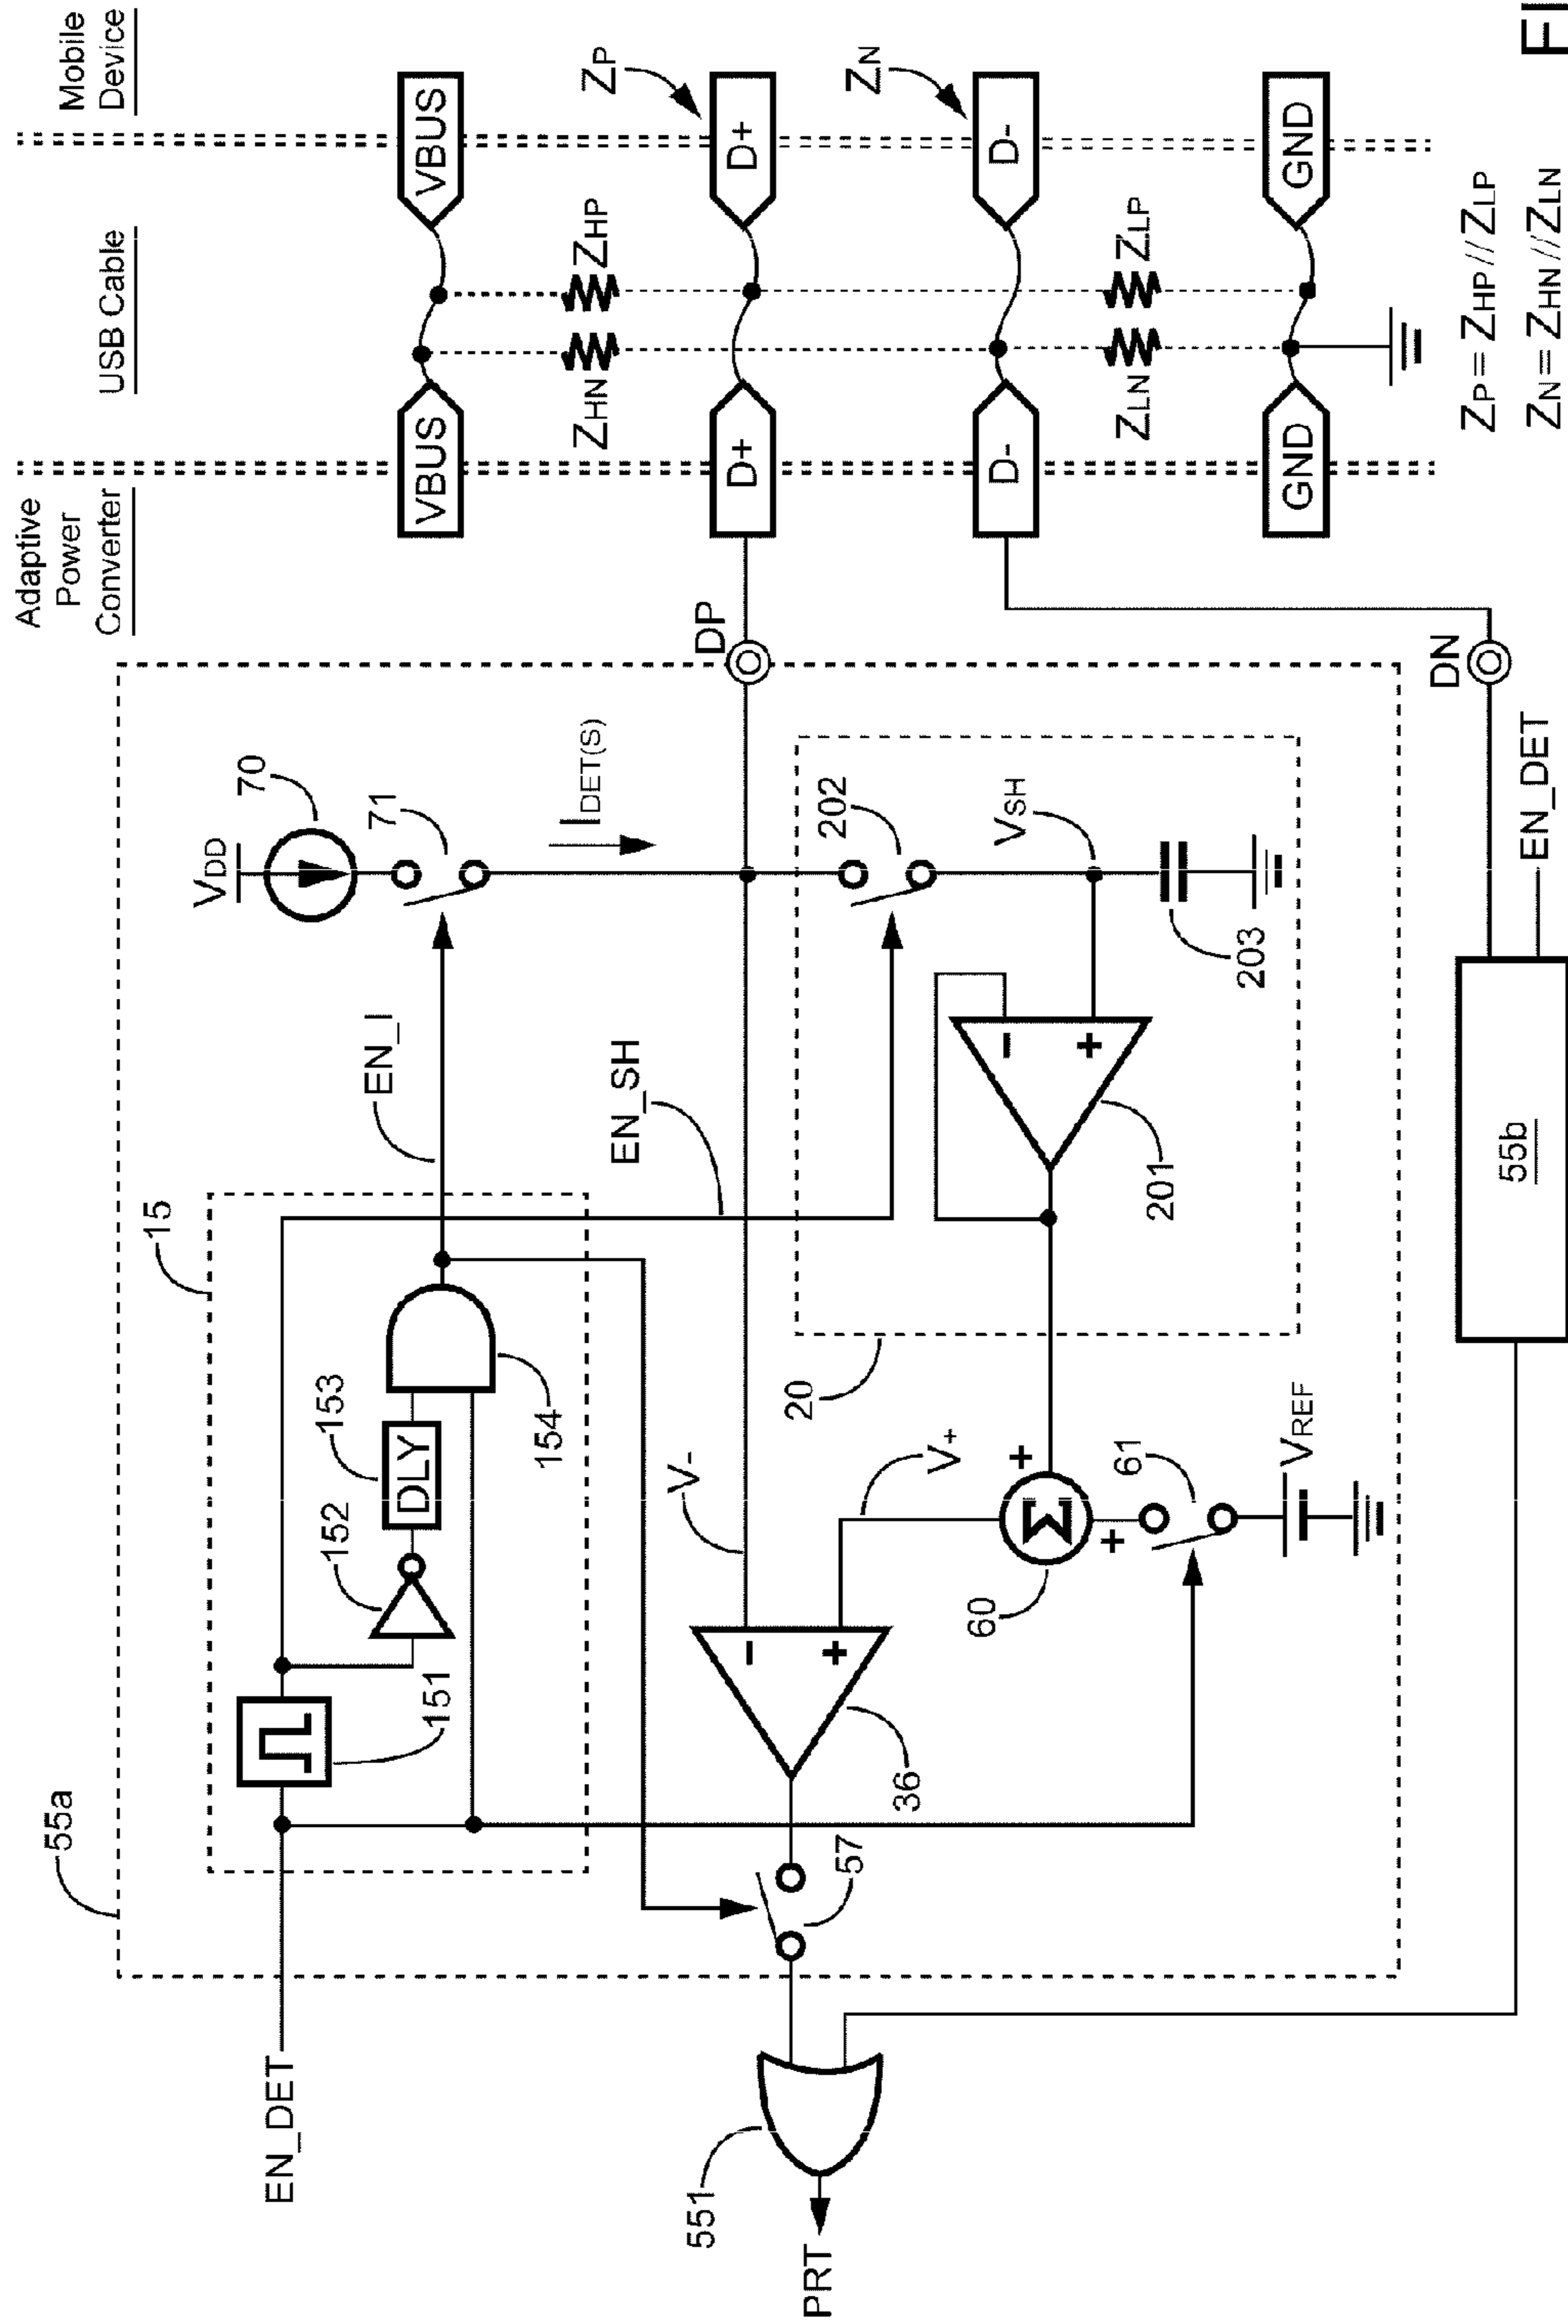 Adaptive
Power
Converter
USB Cable
Mobile
Device
55a
EN_DET
15
151
152
153
DLY
154
EN_I
EN_SH
VDD
70
71
IDET(S)
DP
VBUS
VBUS
ZHN
ZHP
D+
D+
ZP
D-
D-
ZN
ZLN
ZLP
GND
GND
V-
-
+
36
57
551
PRT
V+
60
Σ
+
+
61
VREF
20
201
-
+
202
VSH
203
DN
EN_DET
55b
ZP = ZHP // ZLP
ZN = ZHN // ZLN